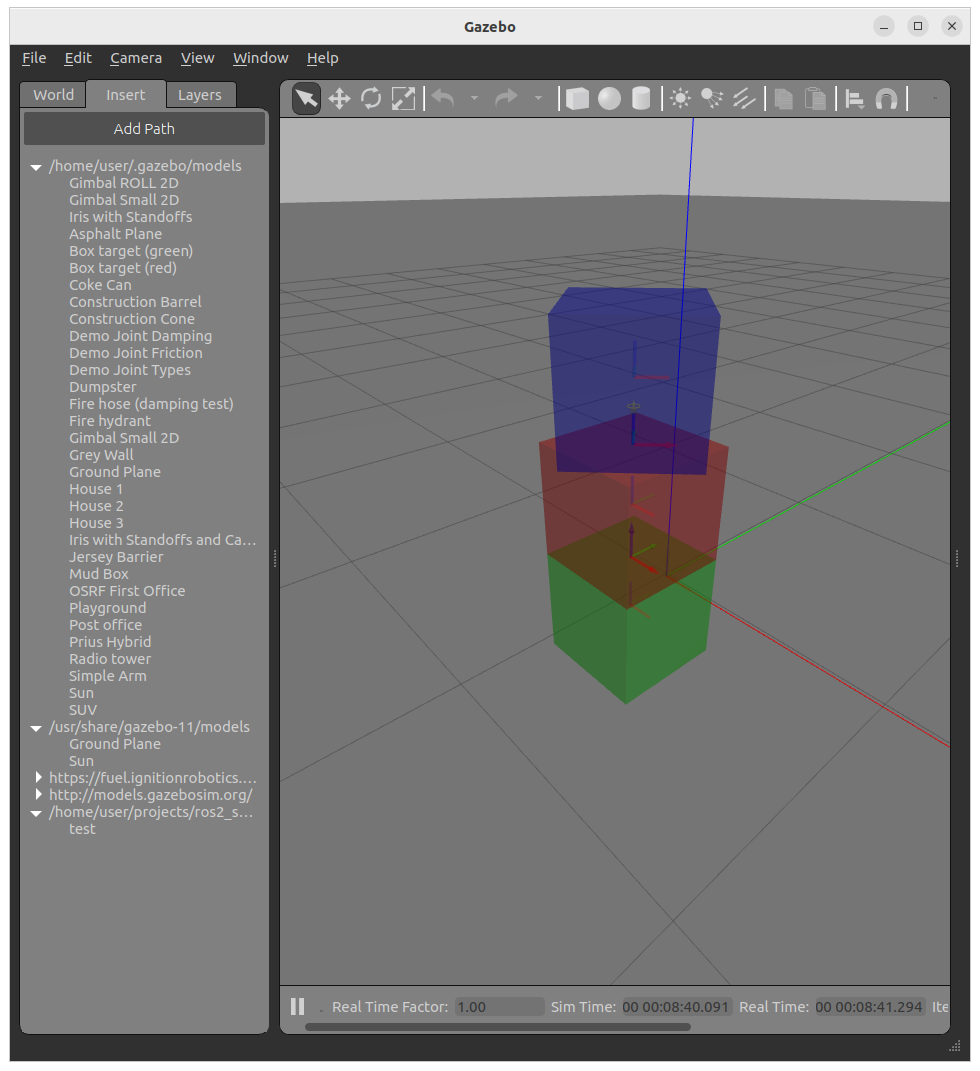 Gazebo
File Edit Camera View Window Help
World Insert Layers
Add Path
/home/user/.gazebo/models
Gimbal ROLL 2D
Gimbal Small 2D
Iris with Standoffs
Asphalt Plane
Box target (green)
Box target (red)
Coke Can
Construction Barrel
Construction Cone
Demo Joint Damping
Demo Joint Friction
Demo Joint Types
Dumpster
Fire hose (damping test)
Fire hydrant
Gimbal Small 2D
Grey Wall
Ground Plane
House 1
House 2
House 3
Iris with Standoffs and Ca...
Jersey Barrier
Mud Box
OSRF First Office
Playground
Post office
Prius Hybrid
Radio tower
Simple Arm
Sun
SUV
/usr/share/gazebo-11/models
Ground Plane
Sun
https://fuel.ignitionrobotics....
http://models.gazebosim.org/
/home/user/projects/ros2_s...
test
Real Time Factor: 1.00 Sim Time: 00 00:08:40.091 Real Time: 00 00:08:41.294 Ite